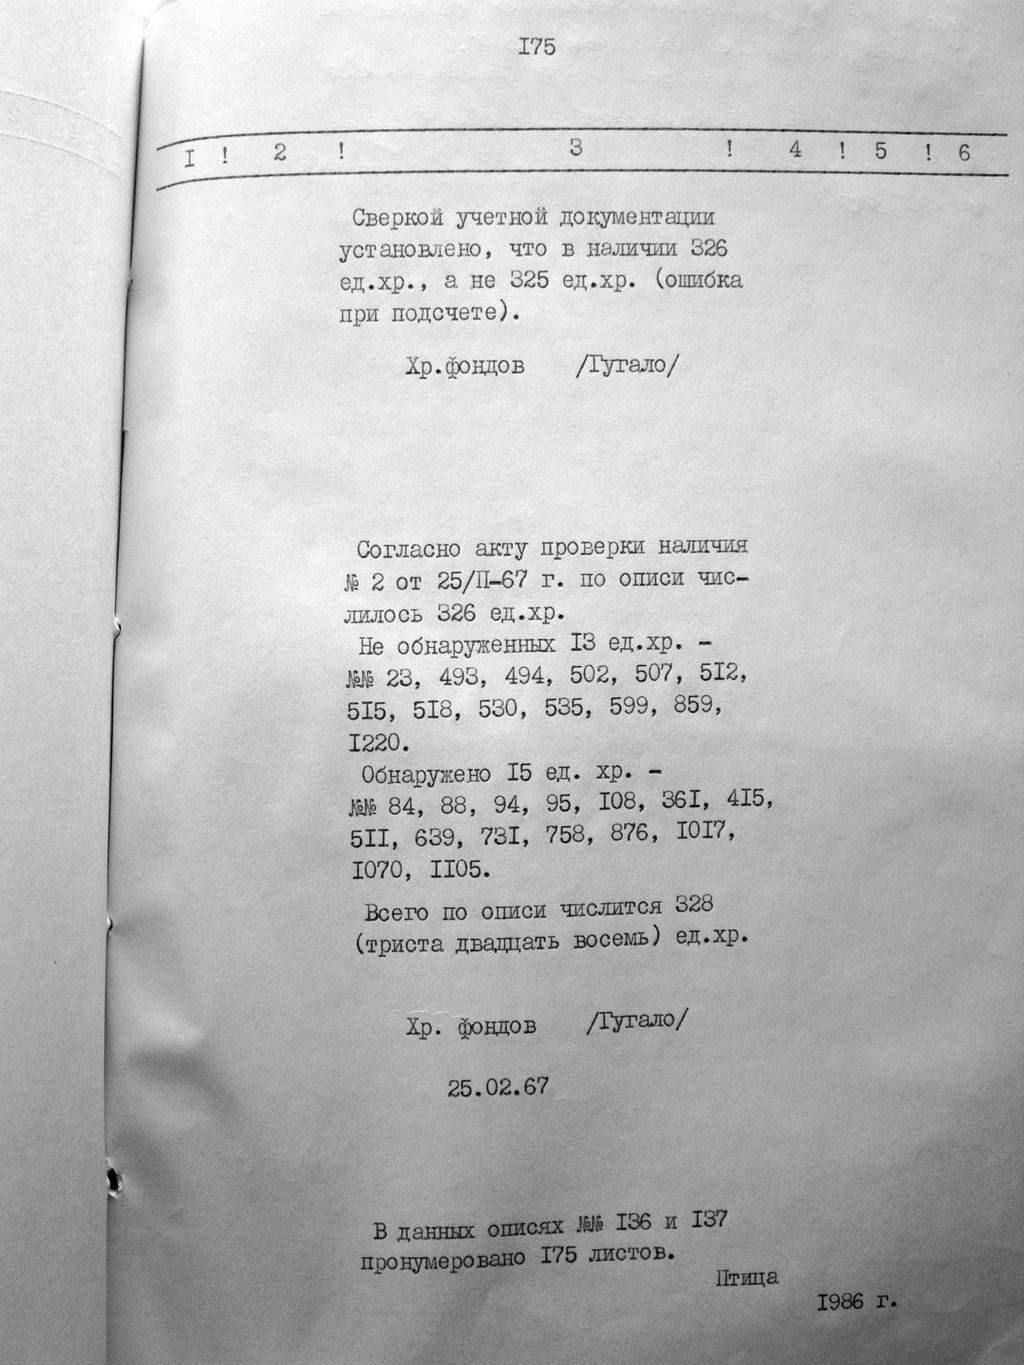 I75
I ! 2 ! 3 ! 4 ! 5 ! 6
Сверкой учетной документации
установлено, что в наличии 326
ед.хр., а не 325 ед.хр. (ошибка
при подсчете).
Хр.фондов /Гугало/
Согласно акту проверки наличия
№ 2 от 25/II-67 г. по описи чис-
лилось 326 ед.хр.
Не обнаруженных I3 ед.хр. -
№№ 23, 493, 494, 502, 507, 5I2,
5I5, 5I8, 530, 535, 599, 859,
I220.
Обнаружено I5 ед. хр. -
№№ 84, 88, 94, 95, I08, 36I, 4I5,
5II, 639, 73I, 758, 876, I0I7,
I070, II05.
Всего по описи числится 328
(триста двадцать восемь) ед.хр.
Хр. фондов /Гугало/
25.02.67
В данных описях №№ I36 и I37
пронумеровано I75 листов.
Птица
I986 г.